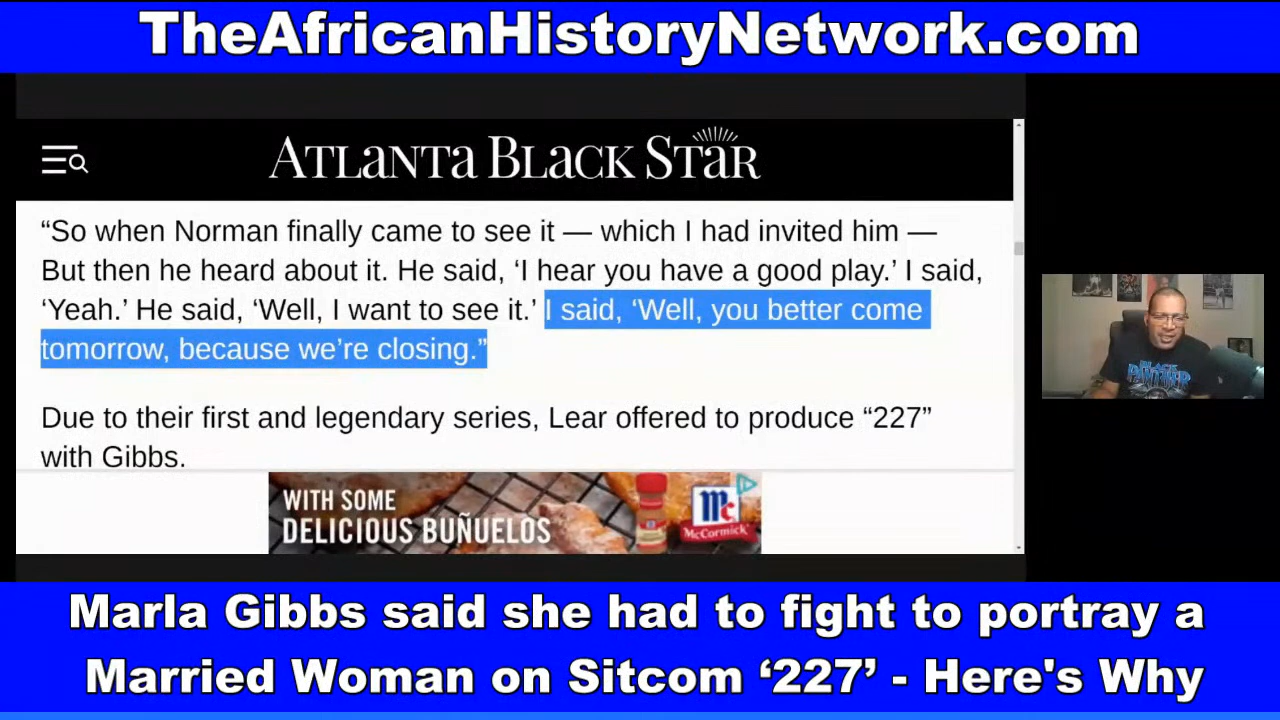 TheAfricanHistoryNetwork.com
ATLANTA BLACK STAR
“So when Norman finally came to see it — which I had invited him —
But then he heard about it. He said, ‘I hear you have a good play.’ I said,
‘Yeah.’ He said, ‘Well, I want to see it.’ I said, ‘Well, you better come
tomorrow, because we’re closing.”
Due to their first and legendary series, Lear offered to produce “227”
with Gibbs.
WITH SOME
DELICIOUS BUÑUELOS
Mc
McCormick
BLACK
PANTHER
Marla Gibbs said she had to fight to portray a
Married Woman on Sitcom ‘227’ - Here's Why